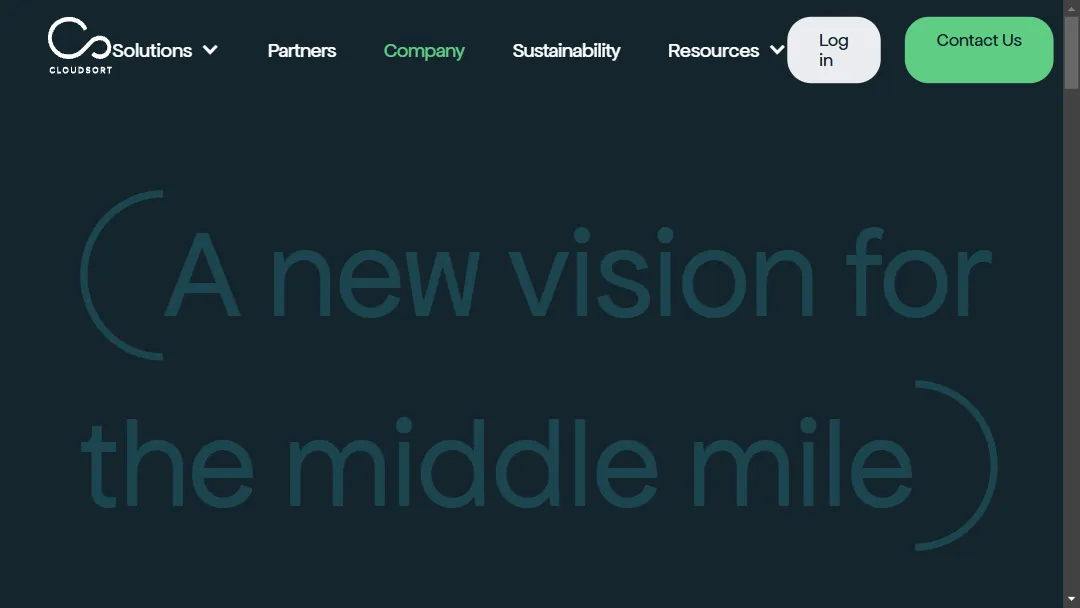 CLOUDSORT
Solutions
Partners
Company
Sustainability
Resources
Log
in
Contact Us
A new vision for
the middle mile